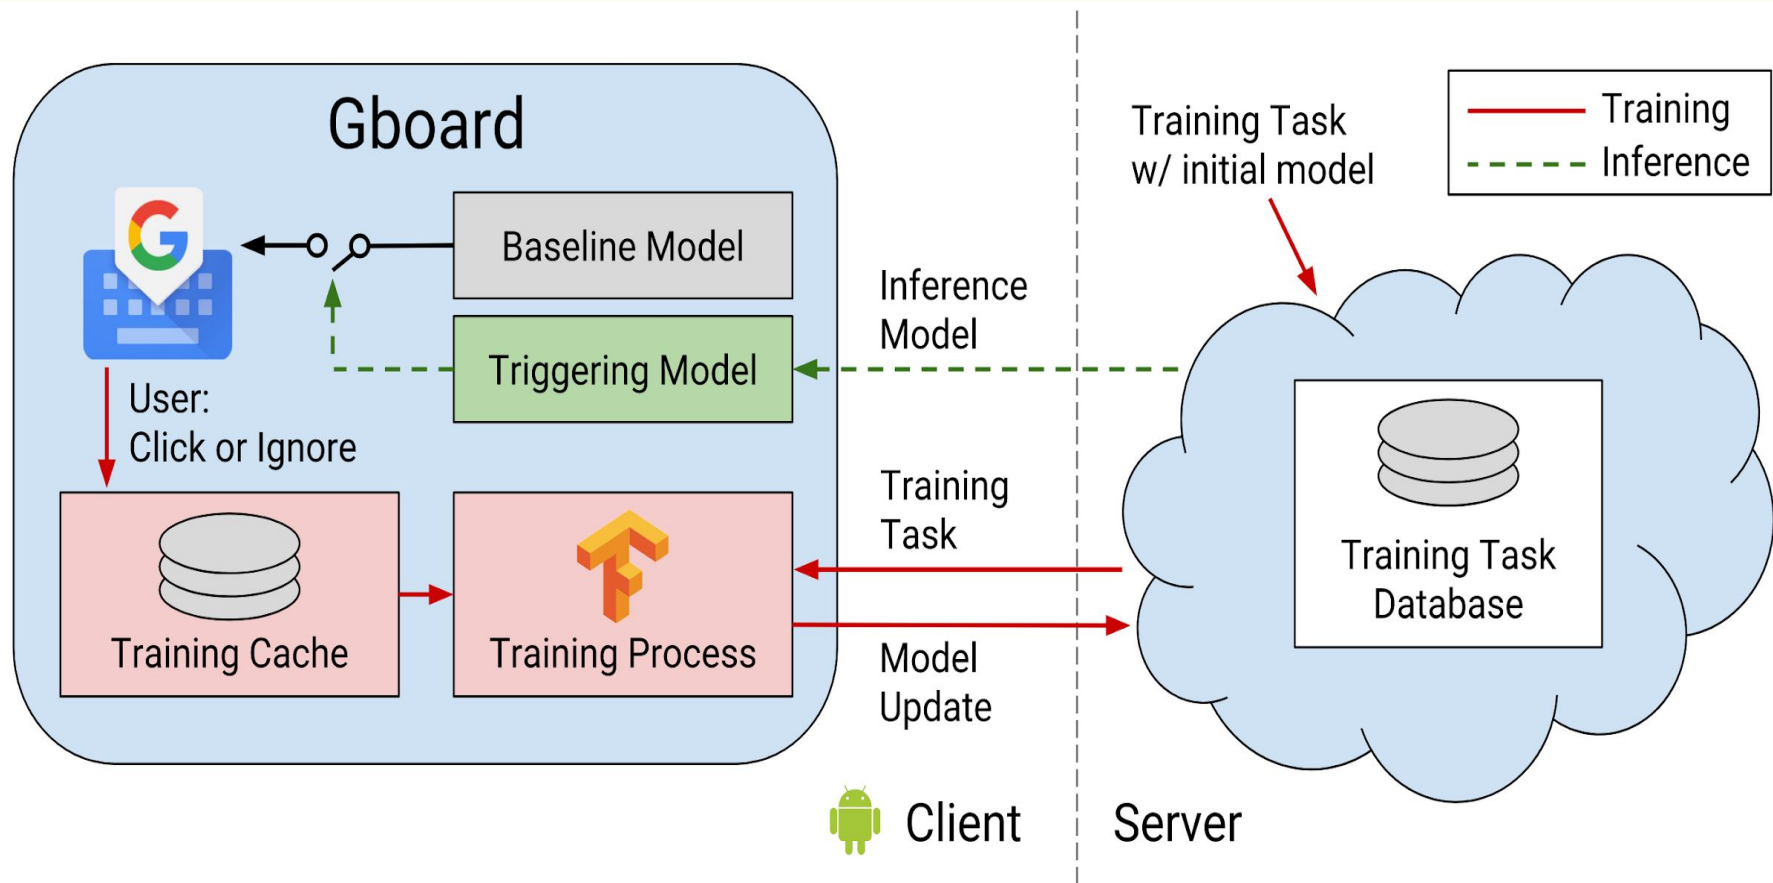 Gboard
Baseline Model
Triggering Model
User:
Click or Ignore
Training Cache
Training Process
Inference
Model
Training
Task
Model
Update
Client
Server
Training Task
w/ initial model
Training
Inference
Training Task
Database